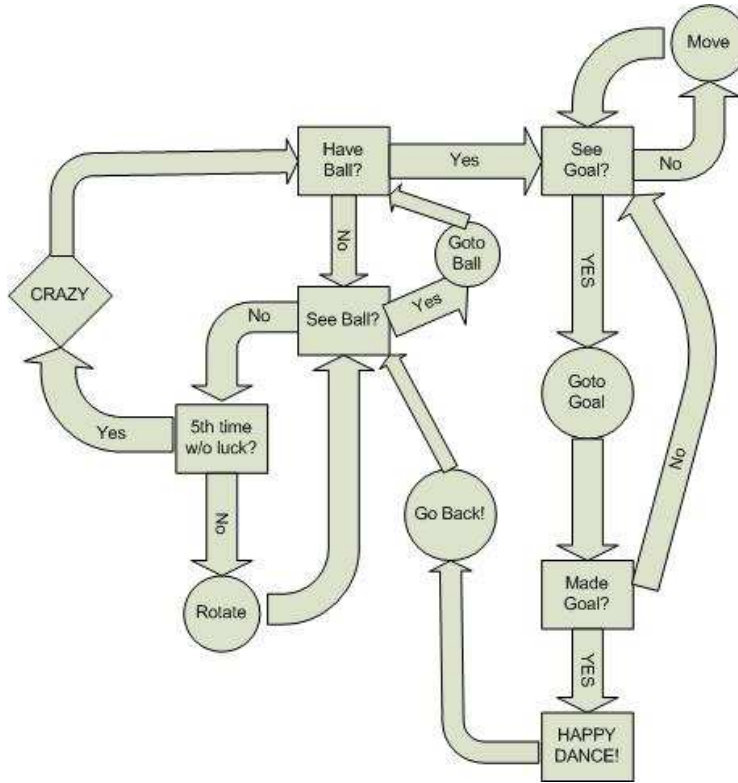 Move
Have
Ball?
Yes
See
Goal?
No
No
Goto
Ball
YES
CRAZY
No
See Ball?
Yes
Goto
Goal
Yes
5th time
w/o luck?
No
No
Go Back!
Rotate
Made
Goal?
YES
HAPPY
DANCE!